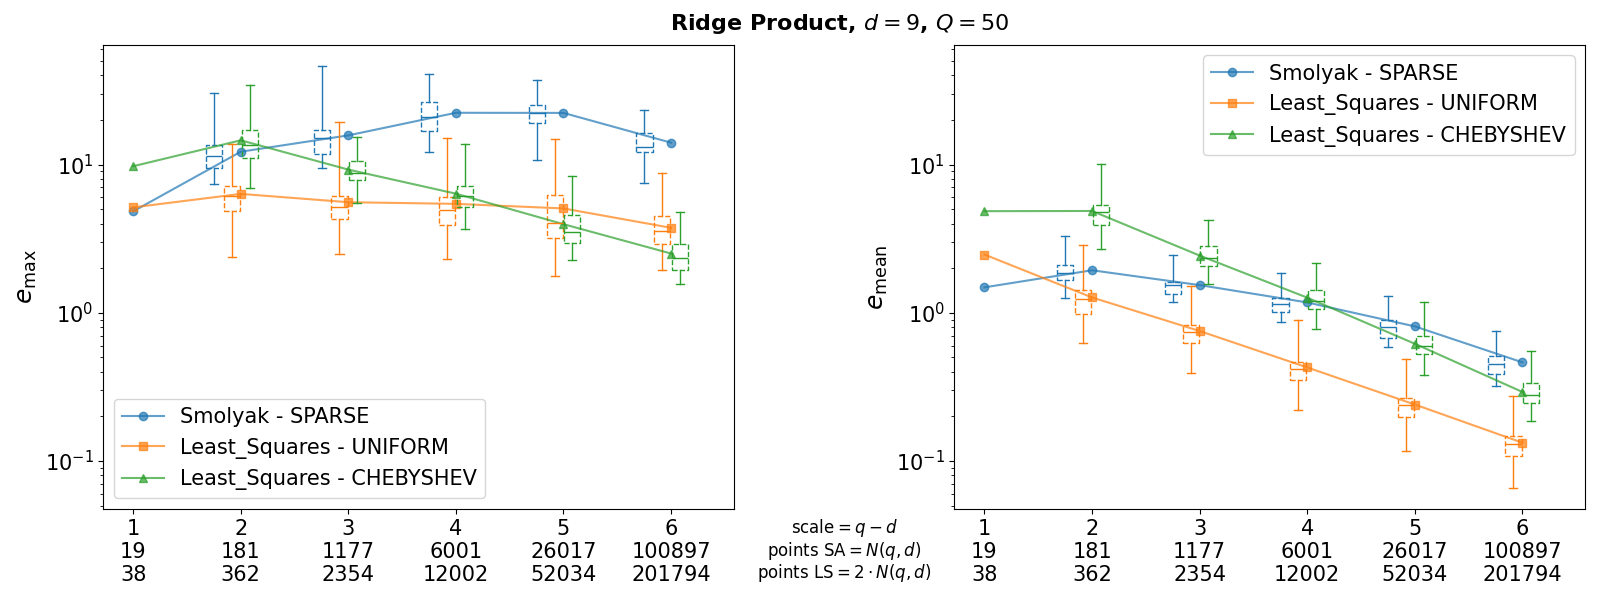 Ridge Product, d = 9, Q = 50
e_max
10^1
10^0
10^-1
Smolyak - SPARSE
Least_Squares - UNIFORM
Least_Squares - CHEBYSHEV
1 2 3 4 5 6
19 181 1177 6001 26017 100897
38 362 2354 12002 52034 201794
scale = q − d
points SA = N(q, d)
points LS = 2 · N(q, d)
e_mean
10^1
10^0
10^-1
Smolyak - SPARSE
Least_Squares - UNIFORM
Least_Squares - CHEBYSHEV
1 2 3 4 5 6
19 181 1177 6001 26017 100897
38 362 2354 12002 52034 201794